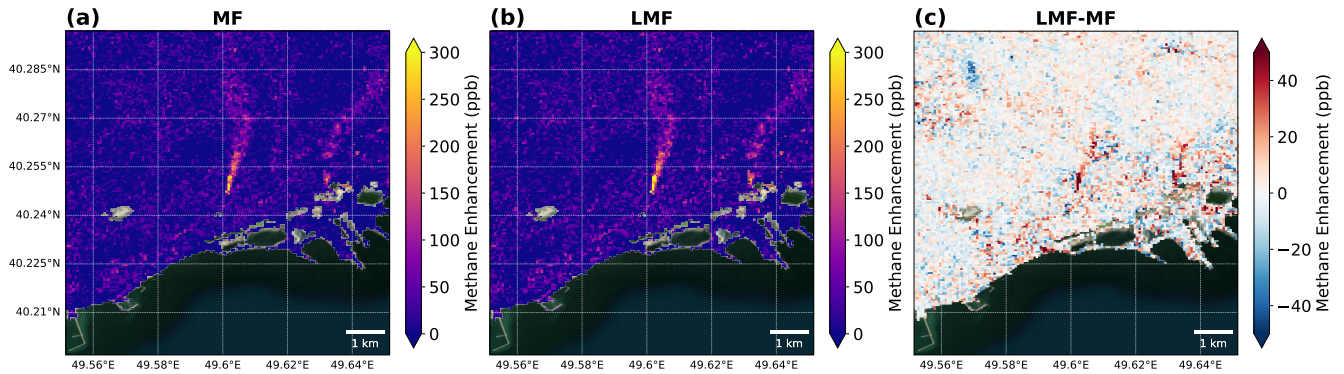 (a) MF
(b) LMF
(c) LMF-MF
40.285°N
40.27°N
40.255°N
40.24°N
40.225°N
40.21°N
49.56°E 49.58°E 49.6°E 49.62°E 49.64°E
1 km
300
250
200
150
100
50
0
Methane Enhancement (ppb)
49.56°E 49.58°E 49.6°E 49.62°E 49.64°E
1 km
300
250
200
150
100
50
0
Methane Enhancement (ppb)
49.56°E 49.58°E 49.6°E 49.62°E 49.64°E
1 km
40
20
0
−20
−40
Methane Enhancement (ppb)